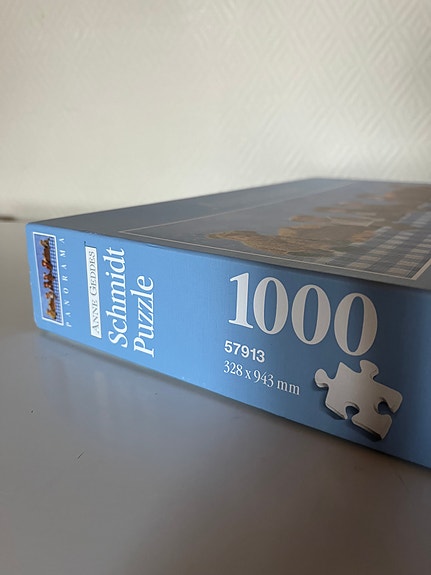 PANORAMA
ANNE GEDDES
Schmidt
Puzzle
1000
57913
328 x 943 mm